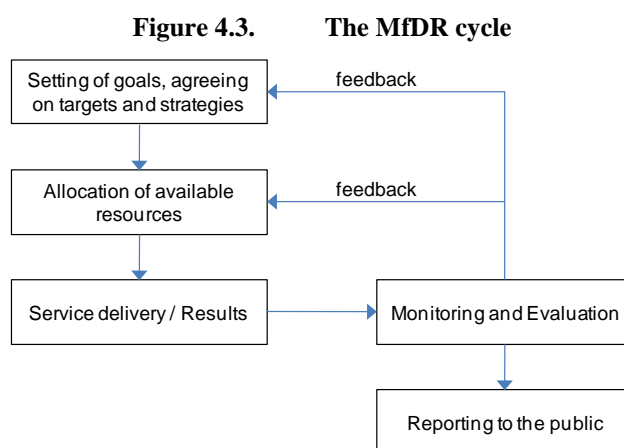 Figure 4.3. The MfDR cycle
Setting of goals, agreeing
on targets and strategies
feedback
Allocation of available
resources
feedback
Service delivery / Results
Monitoring and Evaluation
Reporting to the public